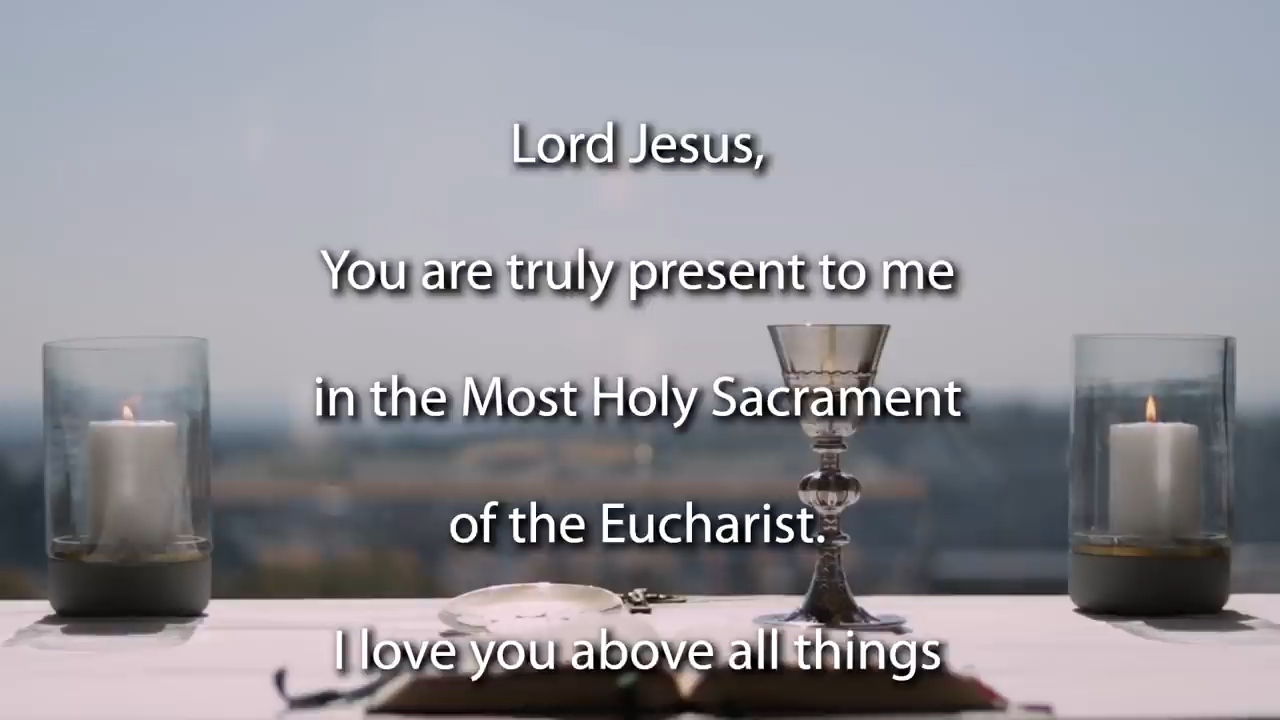 Lord Jesus,
You are truly present to me
in the Most Holy Sacrament
of the Eucharist.
I love you above all things